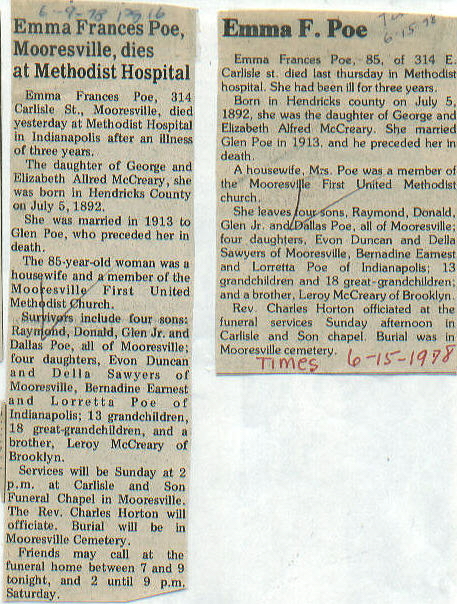 6-9-78 pg 16
Emma Frances Poe,
Mooresville, dies
at Methodist Hospital
Emma Frances Poe, 314
Carlisle St., Mooresville, died
yesterday at Methodist Hospital
in Indianapolis after an illness
of three years.
The daughter of George and
Elizabeth Allred McCreary, she
was born in Hendricks County
on July 5, 1892.
She was married in 1913 to
Glen Poe, who preceded her in
death.
The 85-year-old woman was a
housewife and a member of the
Mooresville First United
Methodist Church.
Survivors include four sons:
Raymond, Donald, Glen Jr. and
Dallas Poe, all of Mooresville;
four daughters, Evon Duncan
and Della Sawyers of
Mooresville, Bernadine Earnest
and Lorretta Poe of
Indianapolis; 13 grandchildren,
18 great-grandchildren, and a
brother, Leroy McCreary of
Brooklyn.
Services will be Sunday at 2
p.m. at Carlisle and Son
Funeral Chapel in Mooresville.
The Rev. Charles Horton will
officiate. Burial will be in
Mooresville Cemetery.
Friends may call at the
funeral home between 7 and 9
tonight, and 2 until 9 p.m.
Saturday.
6-15-78
Emma F. Poe
Emma Frances Poe, 85, of 314 E.
Carlisle st. died last thursday in Methodist
hospital. She had been ill for three years.
Born in Hendricks county on July 5,
1892, she was the daughter of George and
Elizabeth Alfred McCreary. She married
Glen Poe in 1913, and he preceded her in
death.
A housewife, Mrs. Poe was a member of
the Mooresville First United Methodist
church.
She leaves four sons, Raymond, Donald,
Glen Jr. and Dallas Poe, all of Mooresville;
four daughters, Evon Duncan and Della
Sawyers of Mooresville, Bernadine Earnest
and Lorretta Poe of Indianapolis; 13
grandchildren and 18 great-grandchildren;
and a brother, Leroy McCreary of Brooklyn.
Rev. Charles Horton officiated at the
funeral services Sunday afternoon in
Carlisle and Son chapel. Burial was in
Mooresville cemetery.
Times 6-15-1978